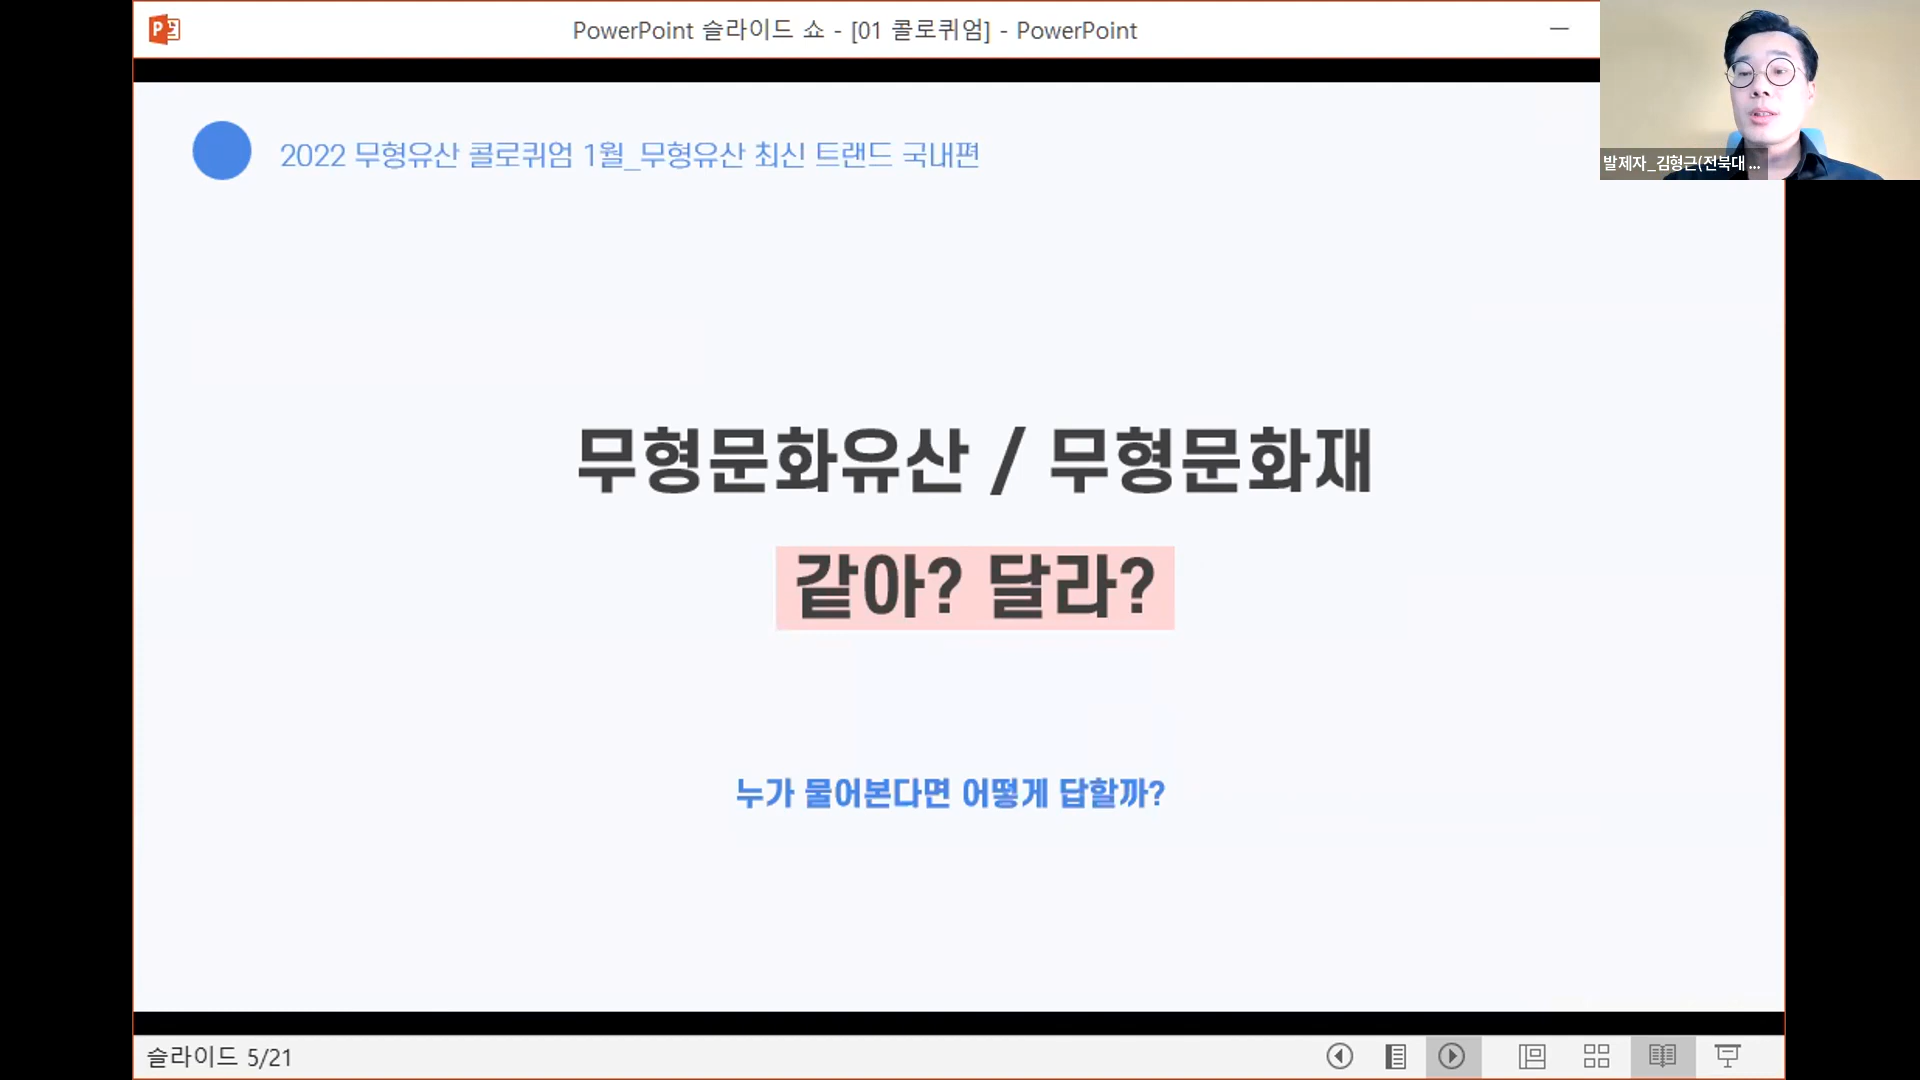 PowerPoint 슬라이드 쇼 - [01 콜로퀴엄] - PowerPoint
발제자_김형근(전북대 ...
2022 무형유산 콜로퀴엄 1월_무형유산 최신 트랜드 국내편
무형문화유산 / 무형문화재
같아? 달라?
누가 물어본다면 어떻게 답할까?
슬라이드 5/21